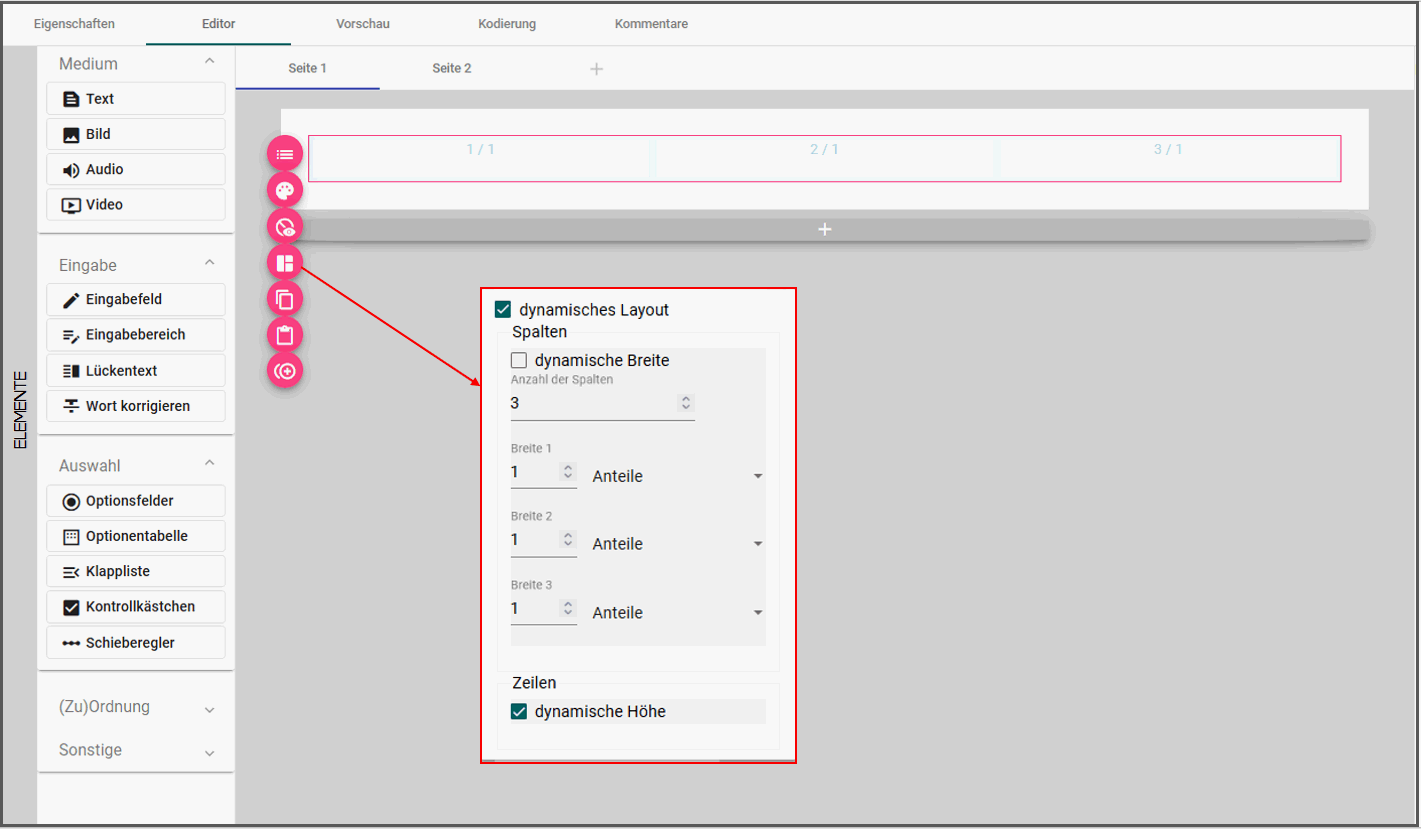 Eigenschaften Editor Vorschau Kodierung Kommentare
Seite 1 Seite 2 +
ELEMENTE
Medium
Text
Bild
Audio
Video
Eingabe
Eingabefeld
Eingabebereich
Lückentext
Wort korrigieren
Auswahl
Optionsfelder
Optionentabelle
Klappliste
Kontrollkästchen
Schieberegler
(Zu)Ordnung
Sonstige
1 / 1 2 / 1 3 / 1
+
dynamisches Layout
Spalten
dynamische Breite
Anzahl der Spalten
3
Breite 1
1 Anteile
Breite 2
1 Anteile
Breite 3
1 Anteile
Zeilen
dynamische Höhe